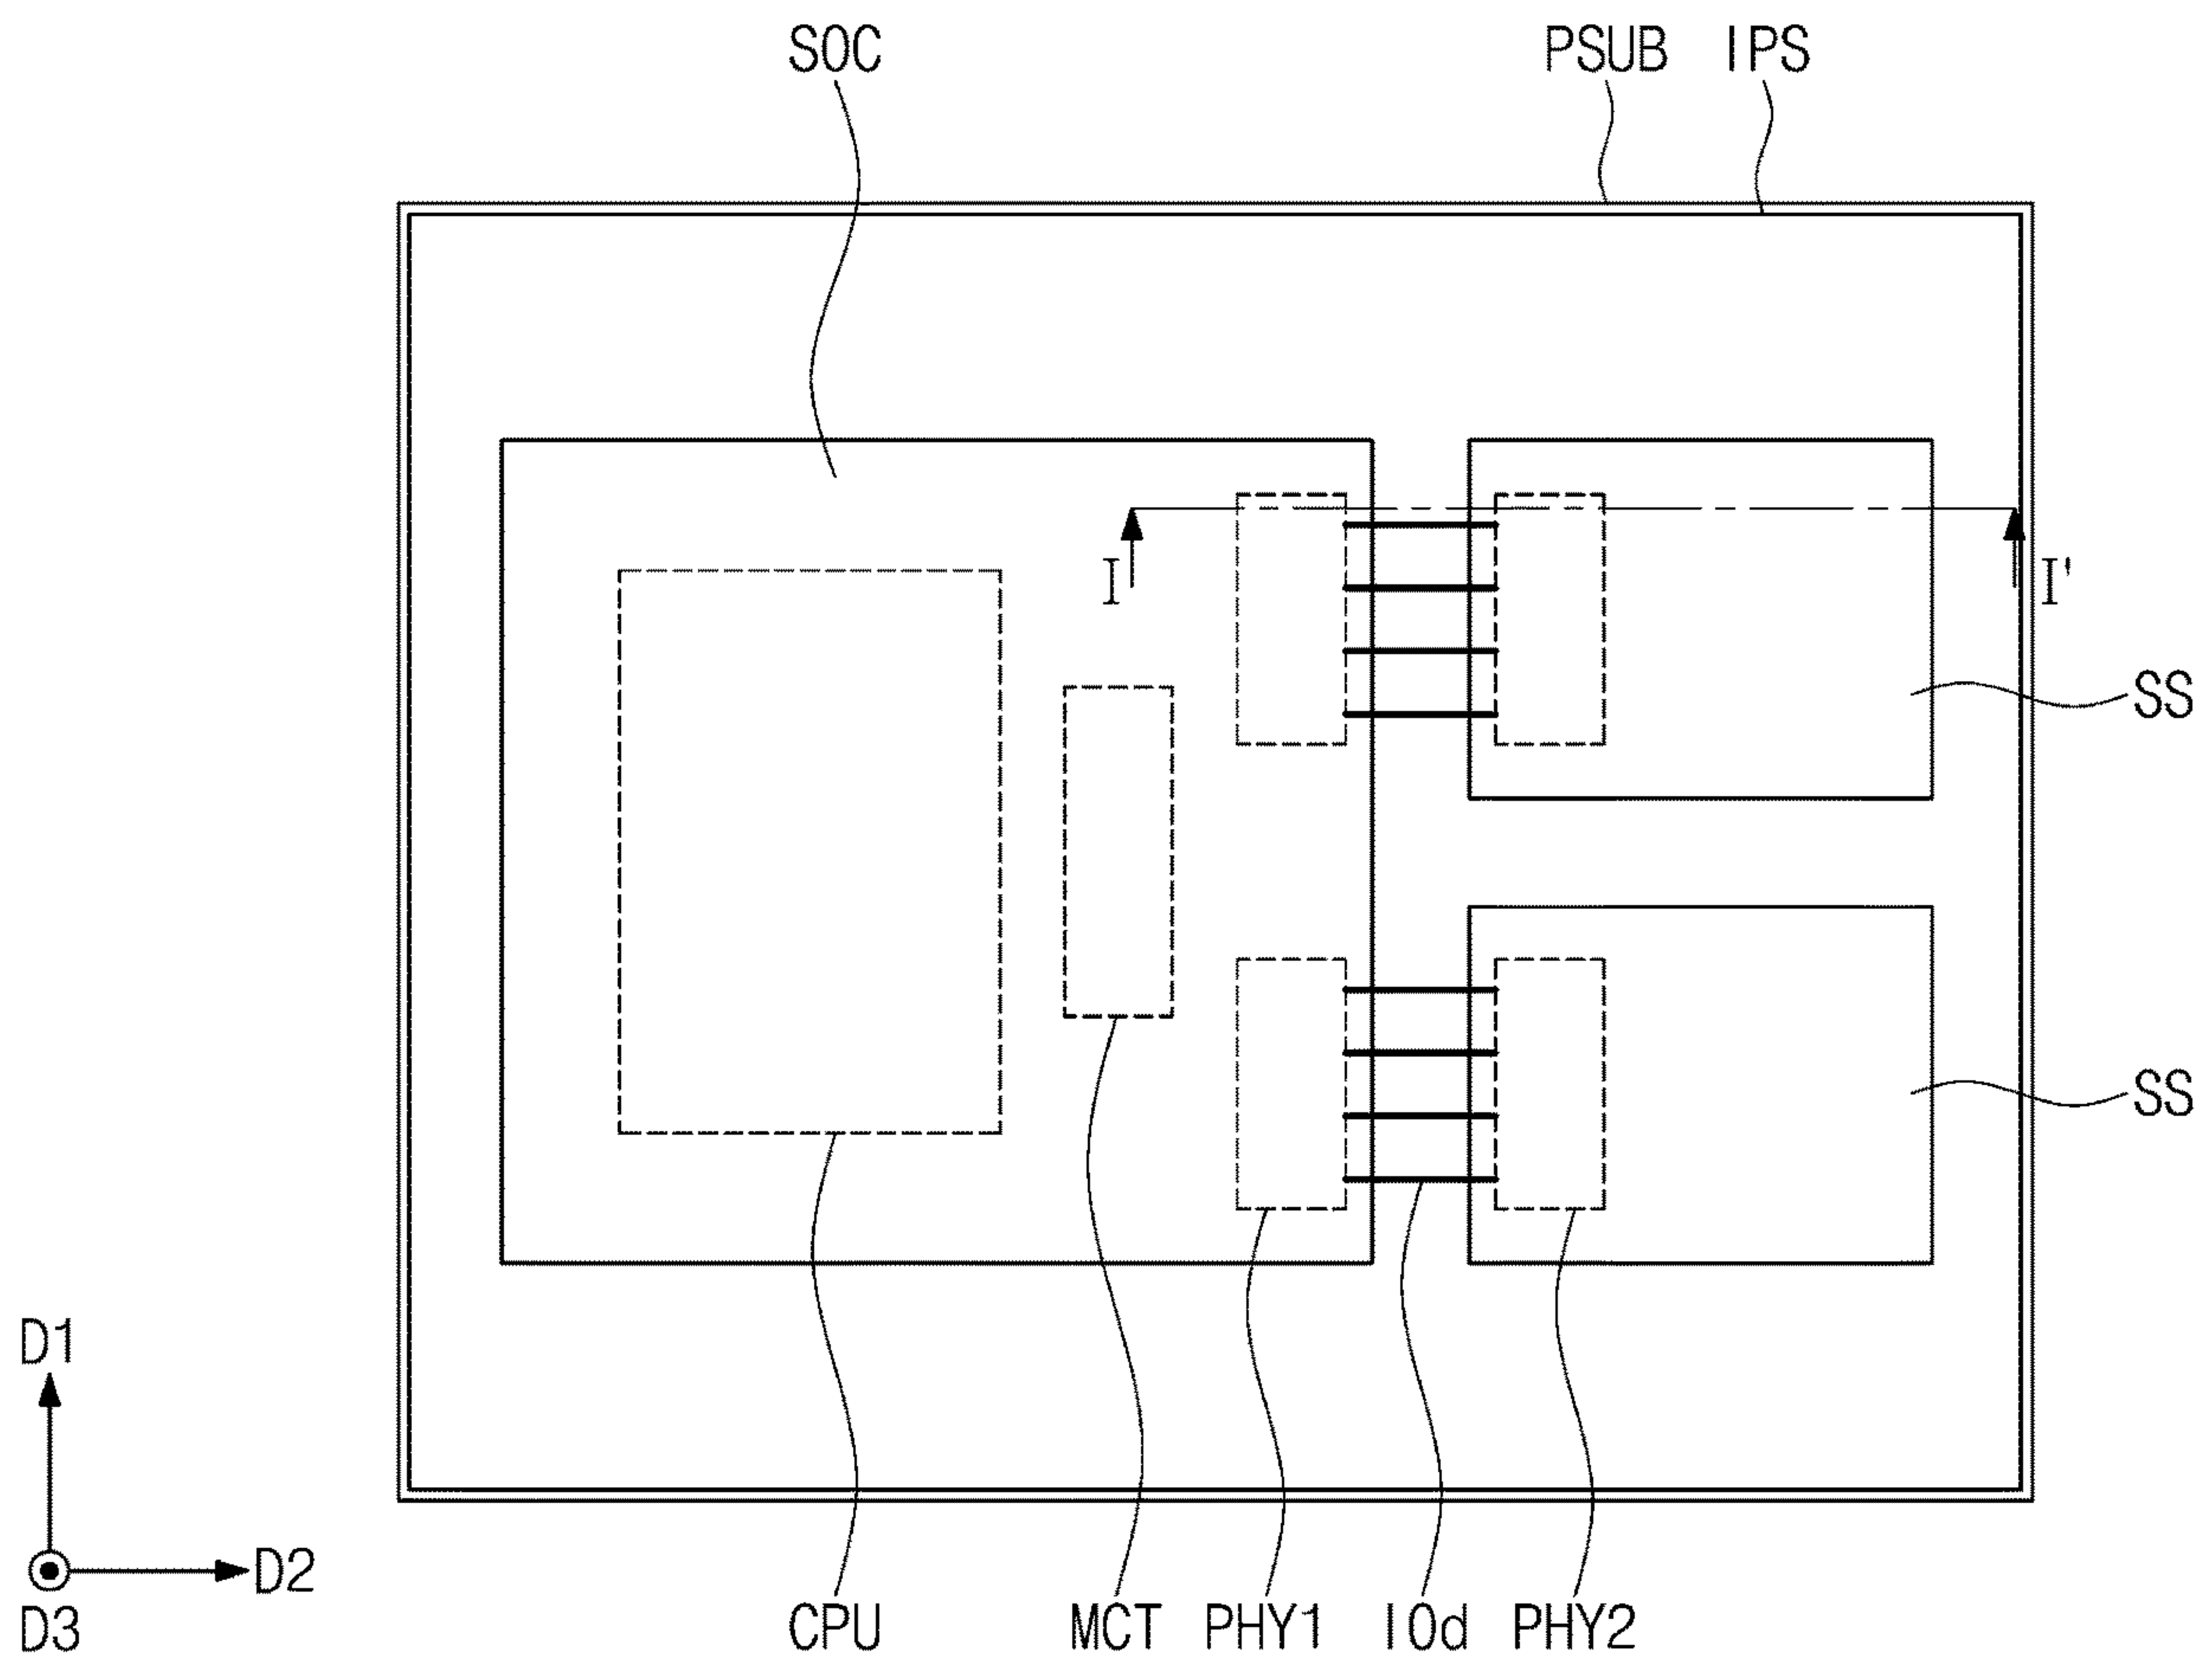 SOC PSUB IPS
I I'
SS
SS
D1
D2
D3
CPU MCT PHY1 IOd PHY2